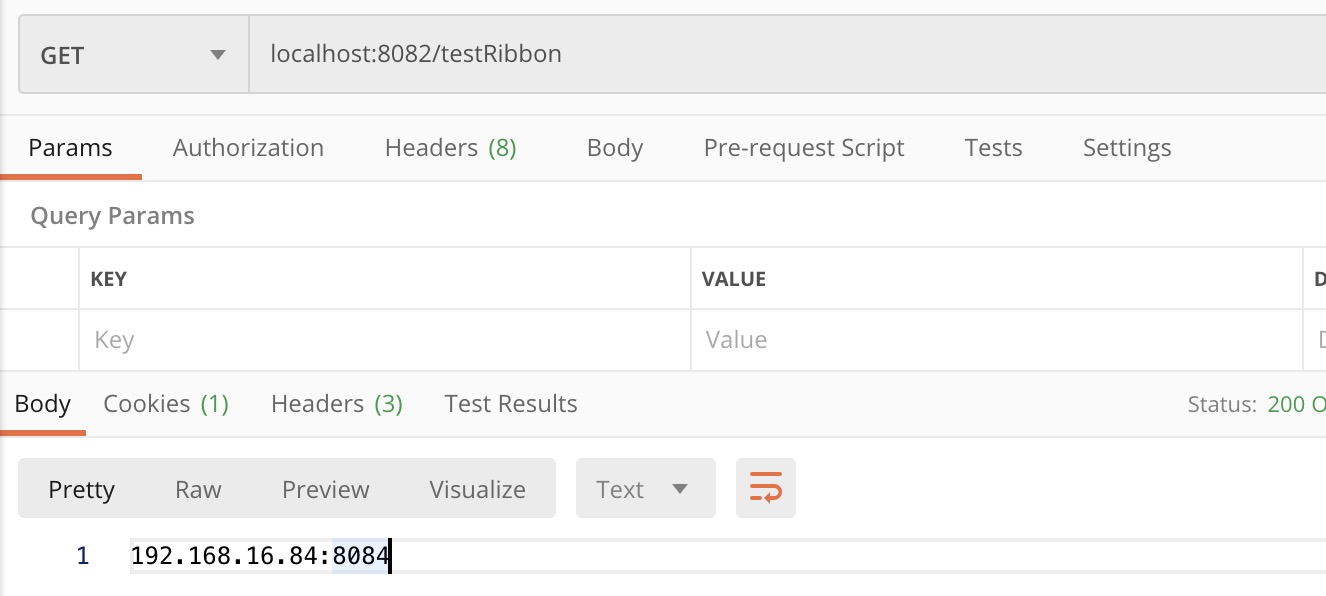 GET localhost:8082/testRibbon
Params Authorization Headers (8) Body Pre-request Script Tests Settings
Query Params
KEY VALUE
Key Value
Body Cookies (1) Headers (3) Test Results Status: 200
Pretty Raw Preview Visualize Text
1 192.168.16.84:8084